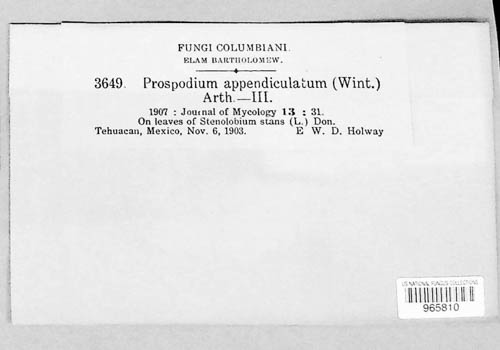 FUNGI COLUMBIANI.
ELAM BARTHOLOMEW.
3649. Prospodium appendiculatum (Wint.)
Arth.—III.
1907 : Journal of Mycology 13 : 31.
On leaves of Stenolobium stans (L.) Don.
Tehuacan, Mexico, Nov. 6, 1903. E W. D. Holway
US NATIONAL FUNGUS COLLECTIONS
965810